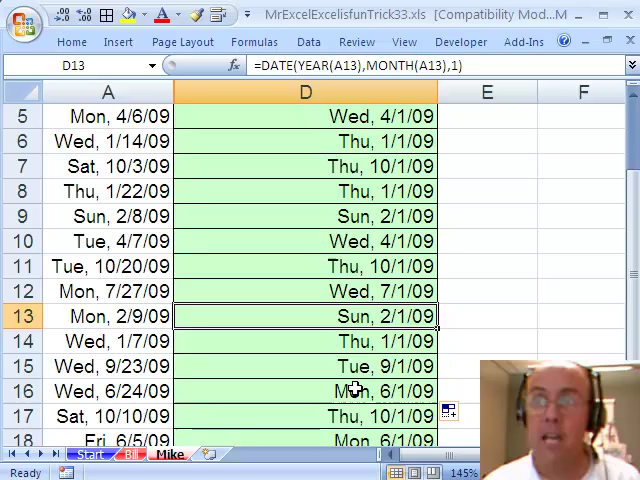 MrExcelExcelisfunTrick33.xls [Compatibility Mod... M
Home Insert Page Layout Formulas Data Review View Developer Add-Ins
D13 =DATE(YEAR(A13),MONTH(A13),1)
A D E F
5 Mon, 4/6/09 Wed, 4/1/09
6 Wed, 1/14/09 Thu, 1/1/09
7 Sat, 10/3/09 Thu, 10/1/09
8 Thu, 1/22/09 Thu, 1/1/09
9 Sun, 2/8/09 Sun, 2/1/09
10 Tue, 4/7/09 Wed, 4/1/09
11 Tue, 10/20/09 Thu, 10/1/09
12 Mon, 7/27/09 Wed, 7/1/09
13 Mon, 2/9/09 Sun, 2/1/09
14 Wed, 1/7/09 Thu, 1/1/09
15 Wed, 9/23/09 Tue, 9/1/09
16 Wed, 6/24/09 Mon, 6/1/09
17 Sat, 10/10/09 Thu, 10/1/09
18 Fri, 6/5/09 Mon, 6/1/09
Start Bill Mike
Ready 145%